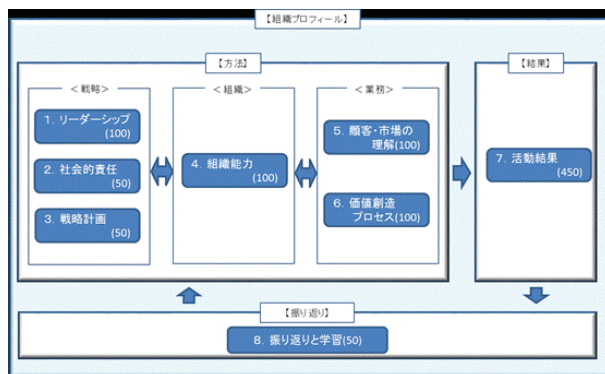 【組織プロフィール】
【方法】
【結果】
＜戦略＞
＜組織＞
＜業務＞
1. リーダーシップ
(100)
2. 社会的責任
(50)
3. 戦略計画
(50)
4. 組織能力
(100)
5. 顧客・市場の
理解(100)
6. 価値創造
プロセス(100)
7. 活動結果
(450)
【振り返り】
8. 振り返りと学習(50)